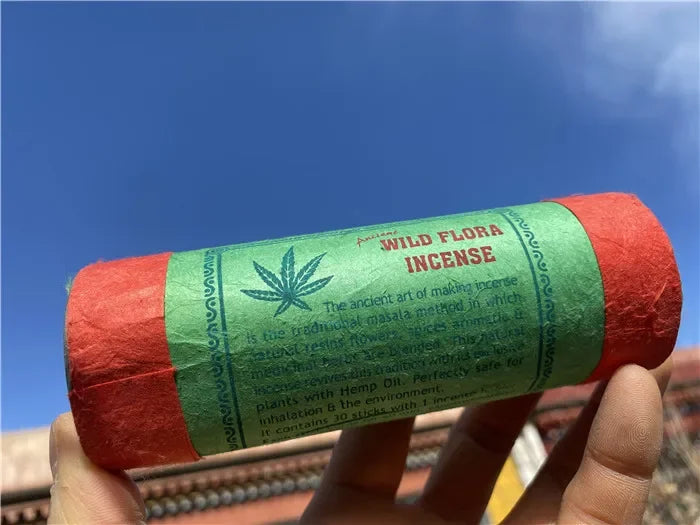 Ancient
WILD FLORA
INCENSE
The ancient art of making incense
is the traditional masala method in which
natural resins flowers, spices aromatic &
medicinal herbs are blended. This natural
incense revives this tradition with
plants with Hemp Oil. Perfectly safe for
inhalation & the environment.
It contains 30 sticks with 1 incense